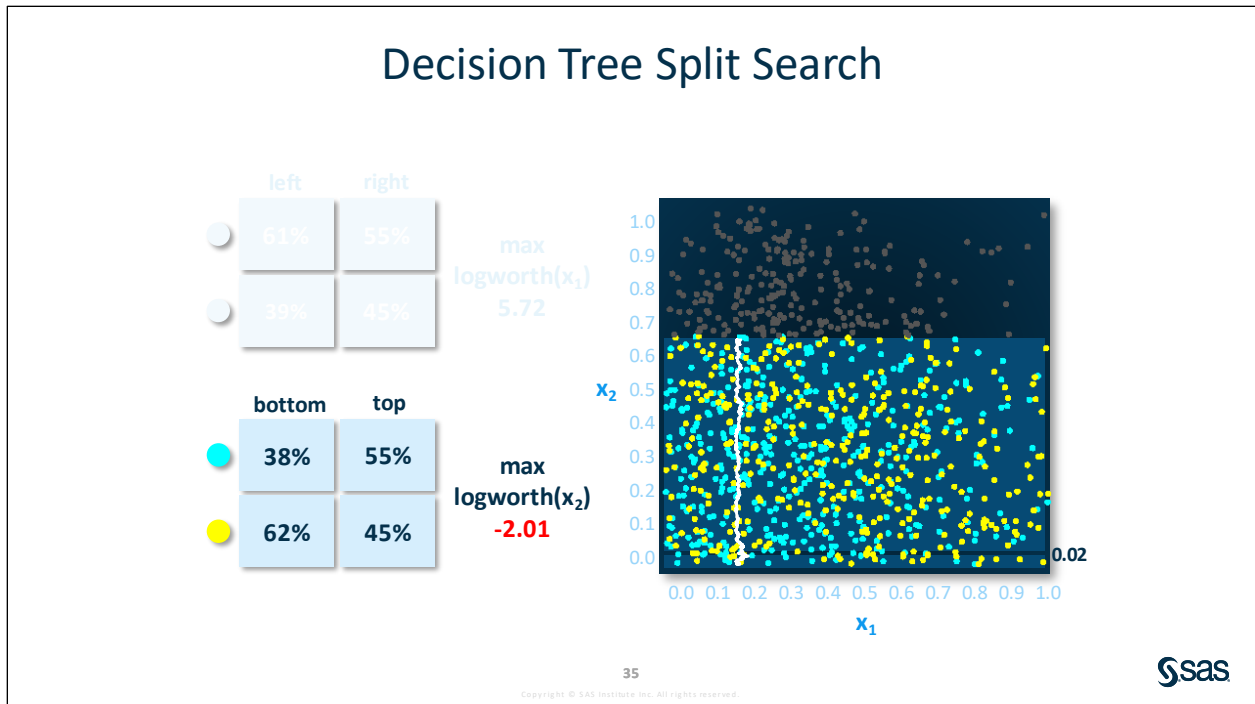 Decision Tree Split Search
left right
61% 55%
39% 45%
max
logworth(x₁)
5.72
bottom top
38% 55%
62% 45%
max
logworth(x₂)
-2.01
1.0
0.9
0.8
0.7
0.6
0.5
0.4
0.3
0.2
0.1
0.0
x₂
0.02
0.0 0.1 0.2 0.3 0.4 0.5 0.6 0.7 0.8 0.9 1.0
x₁
35
Copyright © SAS Institute Inc. All rights reserved.
sas